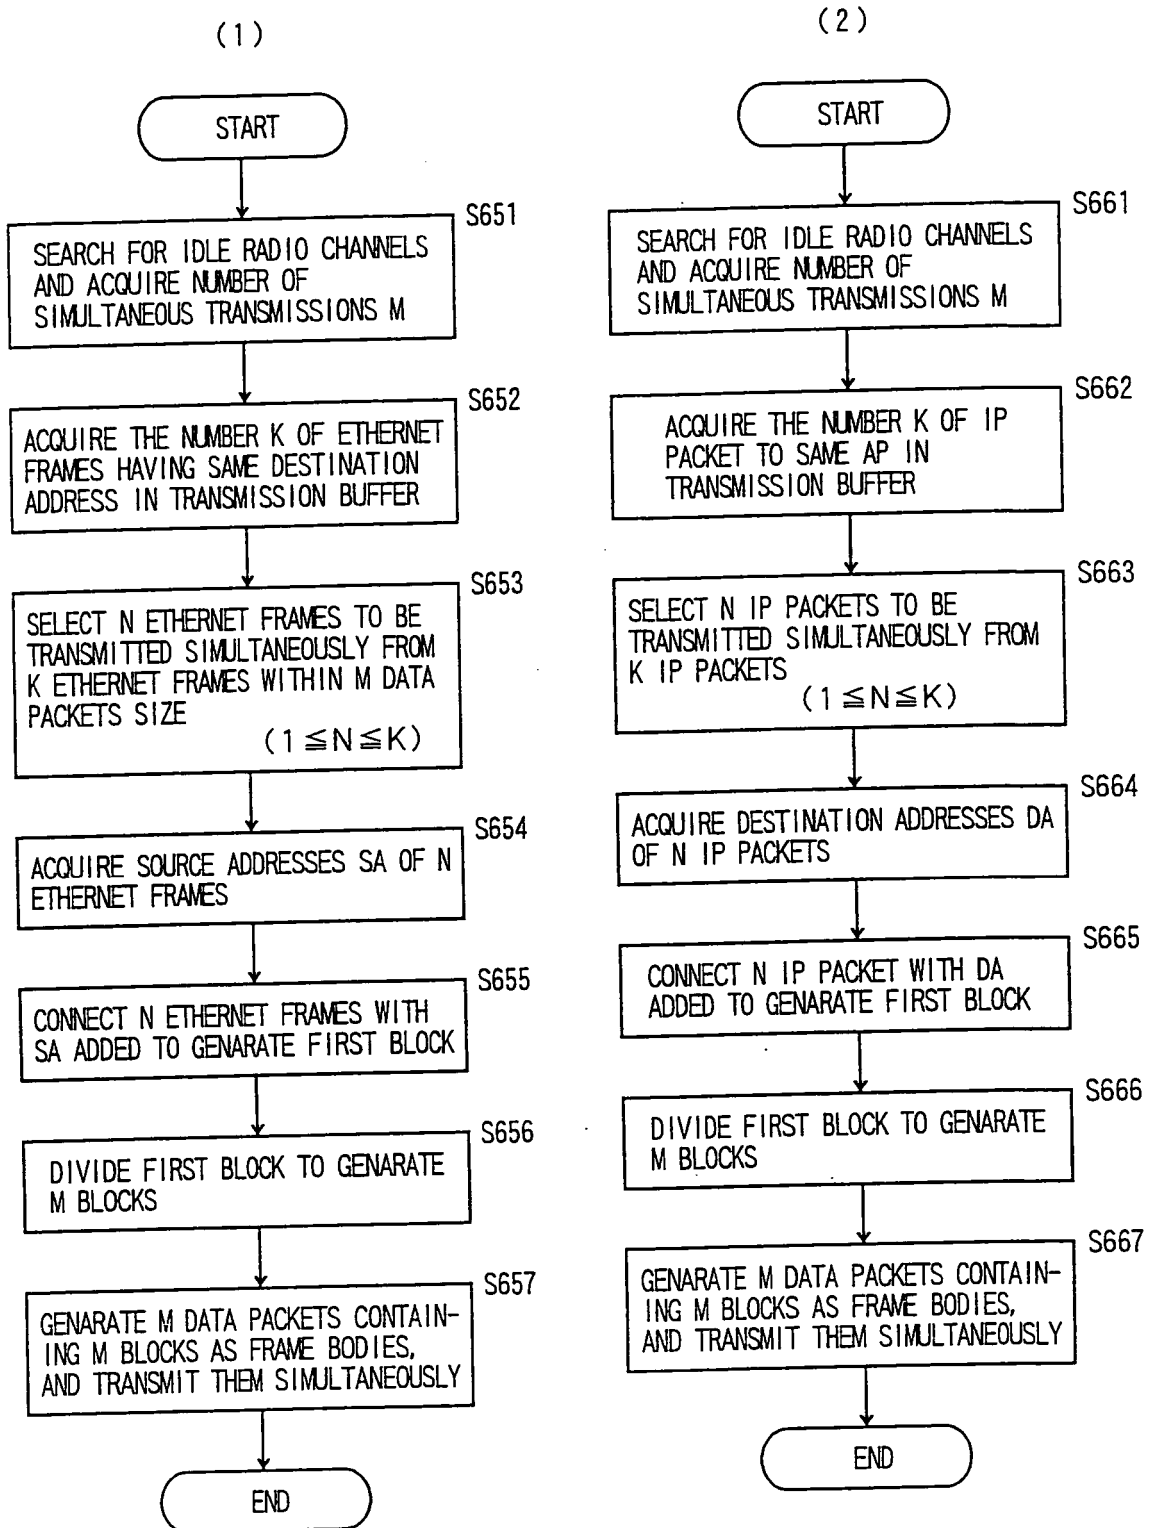 (1)
START
S651
SEARCH FOR IDLE RADIO CHANNELS
AND ACQUIRE NUMBER OF
SIMULTANEOUS TRANSMISSIONS M
S652
ACQUIRE THE NUMBER K OF ETHERNET
FRAMES HAVING SAME DESTINATION
ADDRESS IN TRANSMISSION BUFFER
S653
SELECT N ETHERNET FRAMES TO BE
TRANSMITTED SIMULTANEOUSLY FROM
K ETHERNET FRAMES WITHIN M DATA
PACKETS SIZE
(1≦N≦K)
S654
ACQUIRE SOURCE ADDRESSES SA OF N
ETHERNET FRAMES
S655
CONNECT N ETHERNET FRAMES WITH
SA ADDED TO GENARATE FIRST BLOCK
S656
DIVIDE FIRST BLOCK TO GENARATE
M BLOCKS
S657
GENARATE M DATA PACKETS CONTAIN-
ING M BLOCKS AS FRAME BODIES,
AND TRANSMIT THEM SIMULTANEOUSLY
END
(2)
START
S661
SEARCH FOR IDLE RADIO CHANNELS
AND ACQUIRE NUMBER OF
SIMULTANEOUS TRANSMISSIONS M
S662
ACQUIRE THE NUMBER K OF IP
PACKET TO SAME AP IN
TRANSMISSION BUFFER
S663
SELECT N IP PACKETS TO BE
TRANSMITTED SIMULTANEOUSLY FROM
K IP PACKETS
(1≦N≦K)
S664
ACQUIRE DESTINATION ADDRESSES DA
OF N IP PACKETS
S665
CONNECT N IP PACKET WITH DA
ADDED TO GENARATE FIRST BLOCK
S666
DIVIDE FIRST BLOCK TO GENARATE
M BLOCKS
S667
GENARATE M DATA PACKETS CONTAIN-
ING M BLOCKS AS FRAME BODIES,
AND TRANSMIT THEM SIMULTANEOUSLY
END